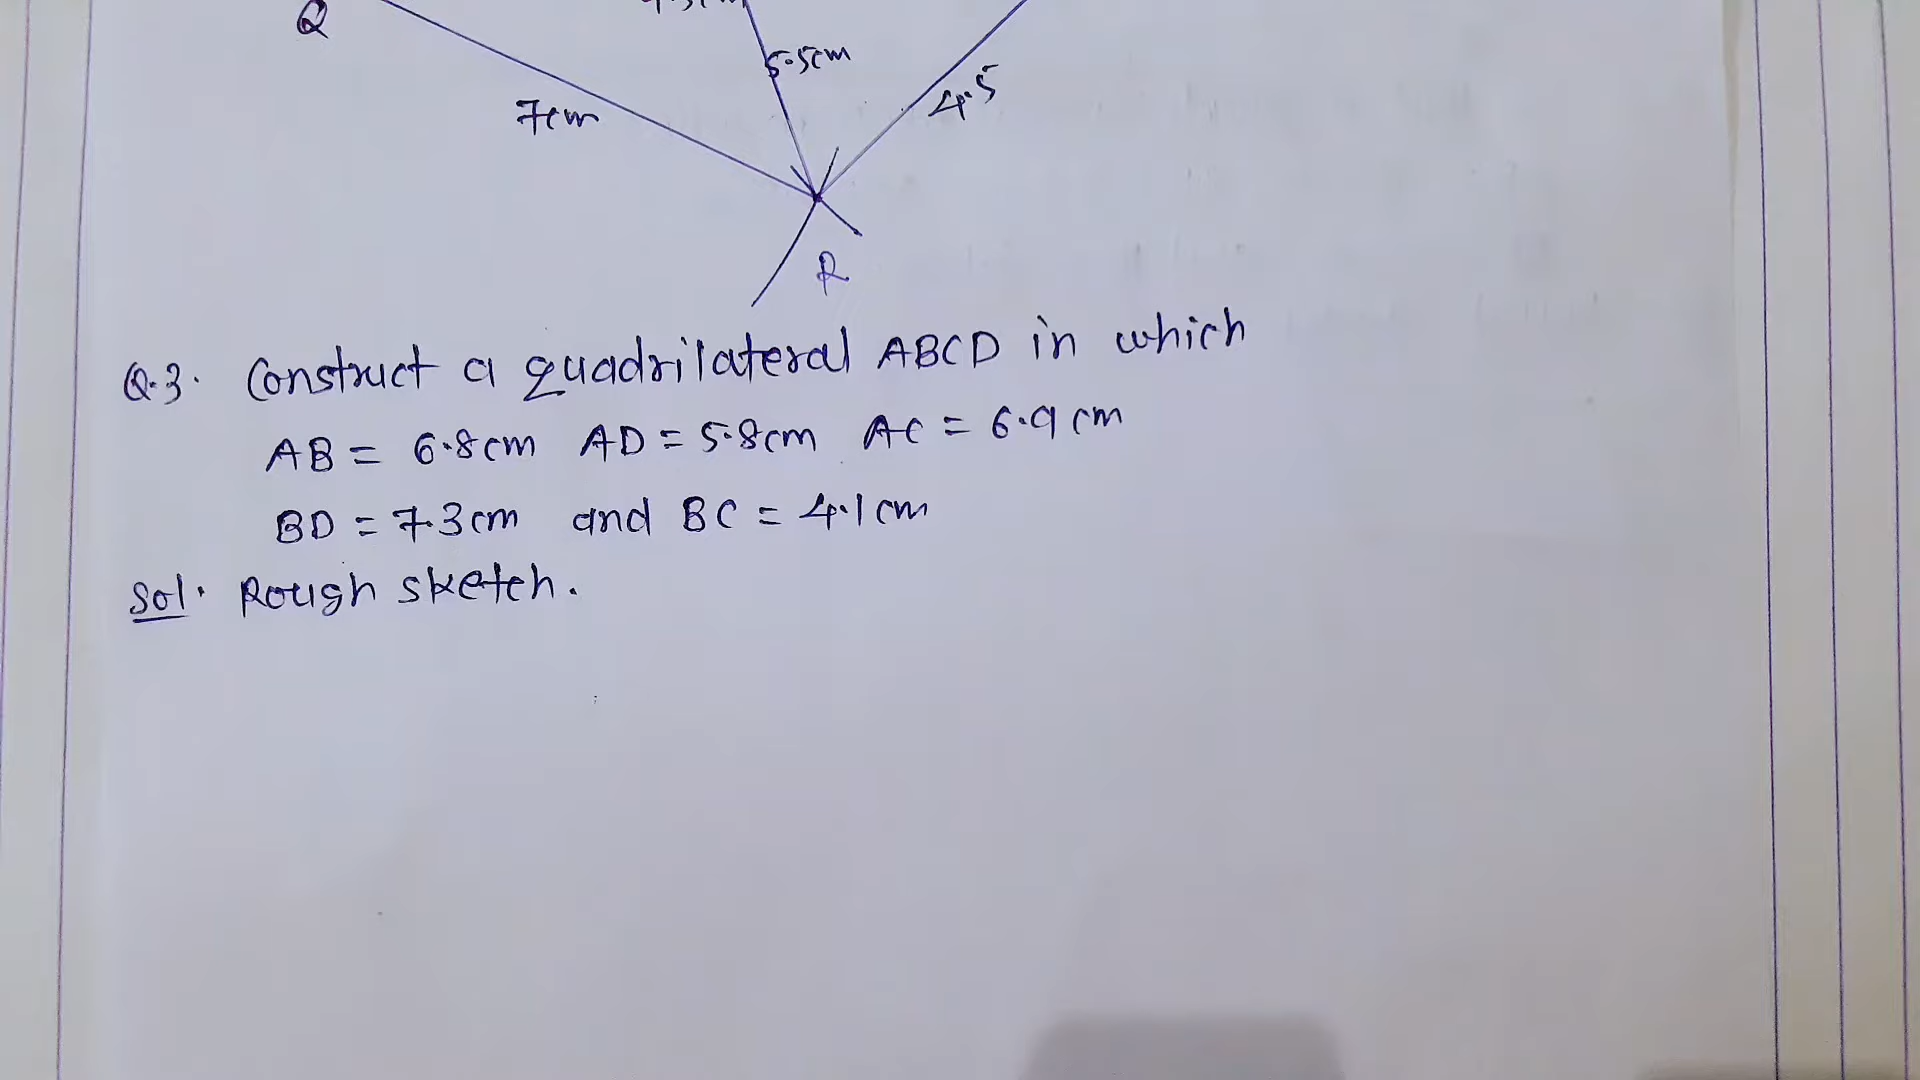 Q
5.5cm
7cm
4.5
R
Q.3. Construct a quadrilateral ABCD in which
AB = 6.8cm AD = 5.8cm AC = 6.9cm
BD = 7.3cm and BC = 4.1cm
Sol. Rough sketch.